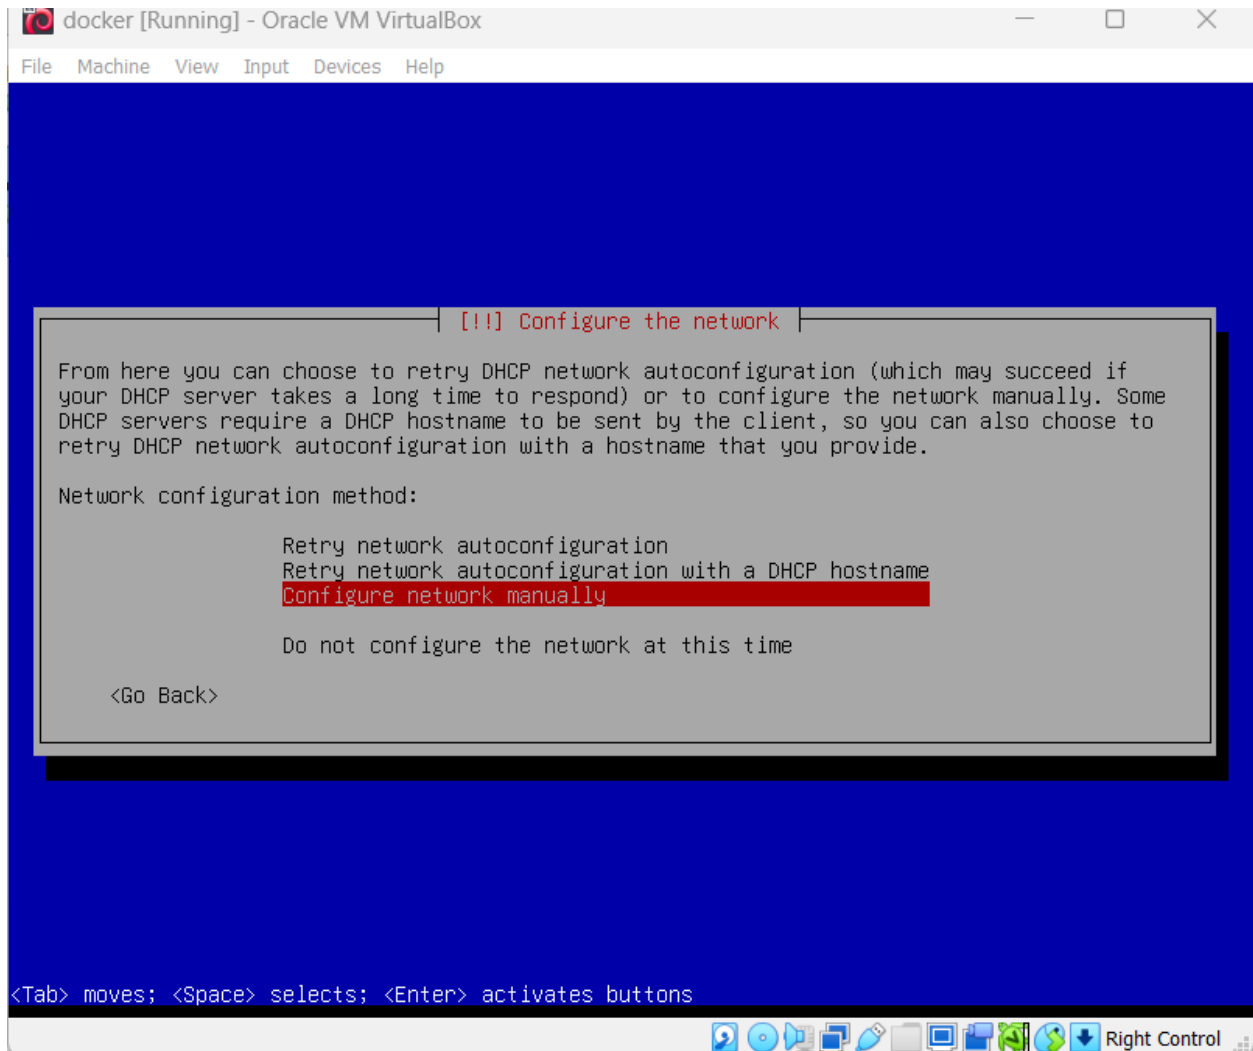 docker [Running] - Oracle VM VirtualBox
File Machine View Input Devices Help
[!!] Configure the network
From here you can choose to retry DHCP network autoconfiguration (which may succeed if
your DHCP server takes a long time to respond) or to configure the network manually. Some
DHCP servers require a DHCP hostname to be sent by the client, so you can also choose to
retry DHCP network autoconfiguration with a hostname that you provide.
Network configuration method:
Retry network autoconfiguration
Retry network autoconfiguration with a DHCP hostname
Configure network manually
Do not configure the network at this time
<Go Back>
<Tab> moves; <Space> selects; <Enter> activates buttons
Right Control